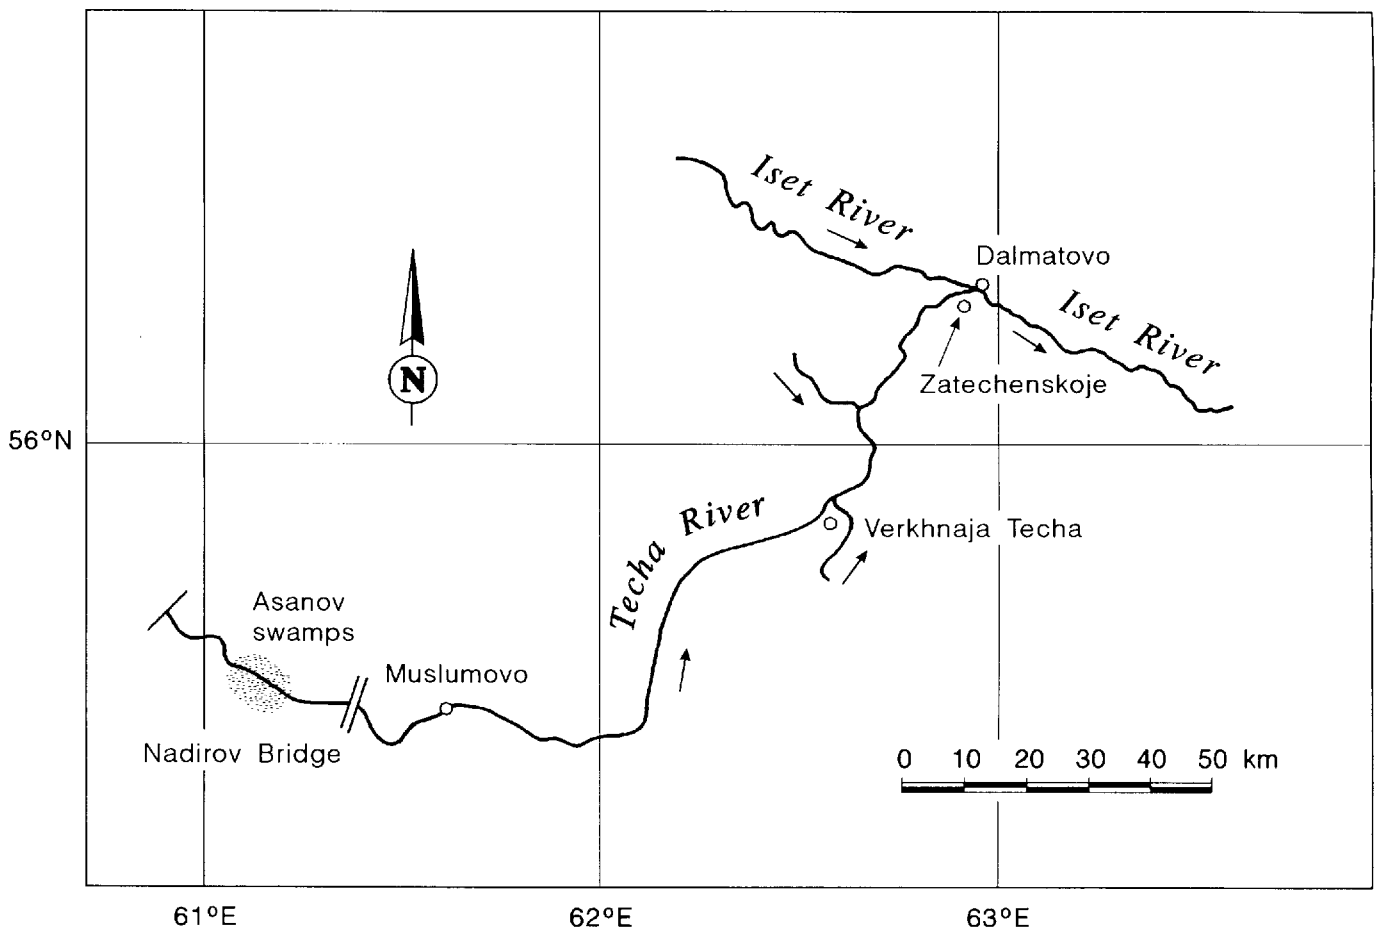 Iset River
Dalmatovo
Iset River
N
Zatechenskoje
56°N
Techa River
Verkhnaja Techa
Asanov
swamps
Muslumovo
Nadirov Bridge
0 10 20 30 40 50 km
61°E 62°E 63°E